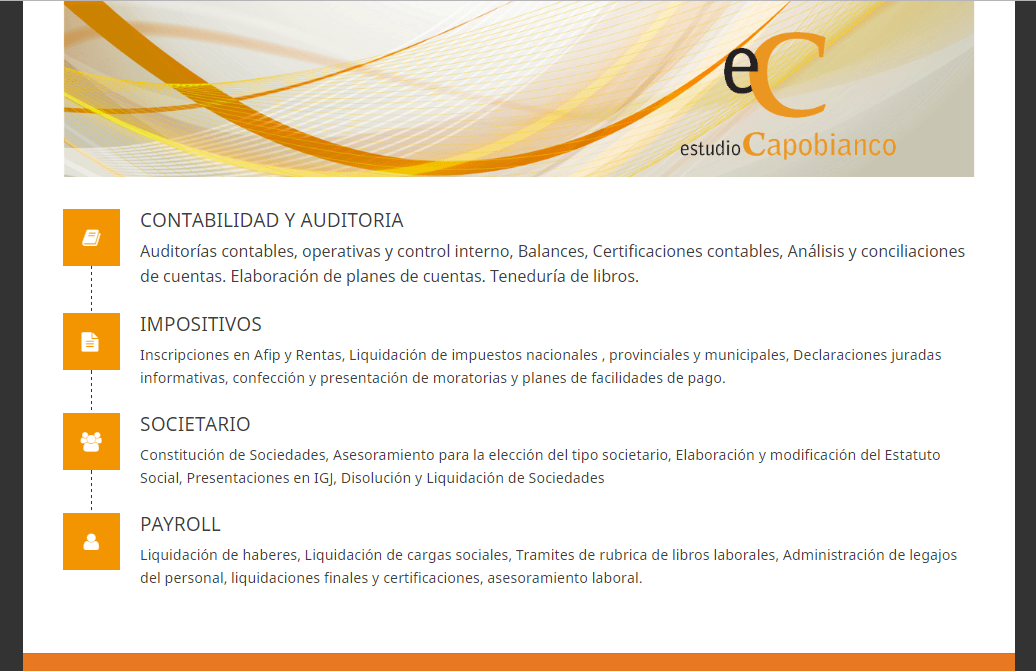 eC
estudio Capobianco
CONTABILIDAD Y AUDITORIA
Auditorías contables, operativas y control interno, Balances, Certificaciones contables, Análisis y conciliaciones
de cuentas. Elaboración de planes de cuentas. Teneduría de libros.
IMPOSITIVOS
Inscripciones en Afip y Rentas, Liquidación de impuestos nacionales , provinciales y municipales, Declaraciones juradas
informativas, confección y presentación de moratorias y planes de facilidades de pago.
SOCIETARIO
Constitución de Sociedades, Asesoramiento para la elección del tipo societario, Elaboración y modificación del Estatuto
Social, Presentaciones en IGJ, Disolución y Liquidación de Sociedades
PAYROLL
Liquidación de haberes, Liquidación de cargas sociales, Tramites de rubrica de libros laborales, Administración de legajos
del personal, liquidaciones finales y certificaciones, asesoramiento laboral.